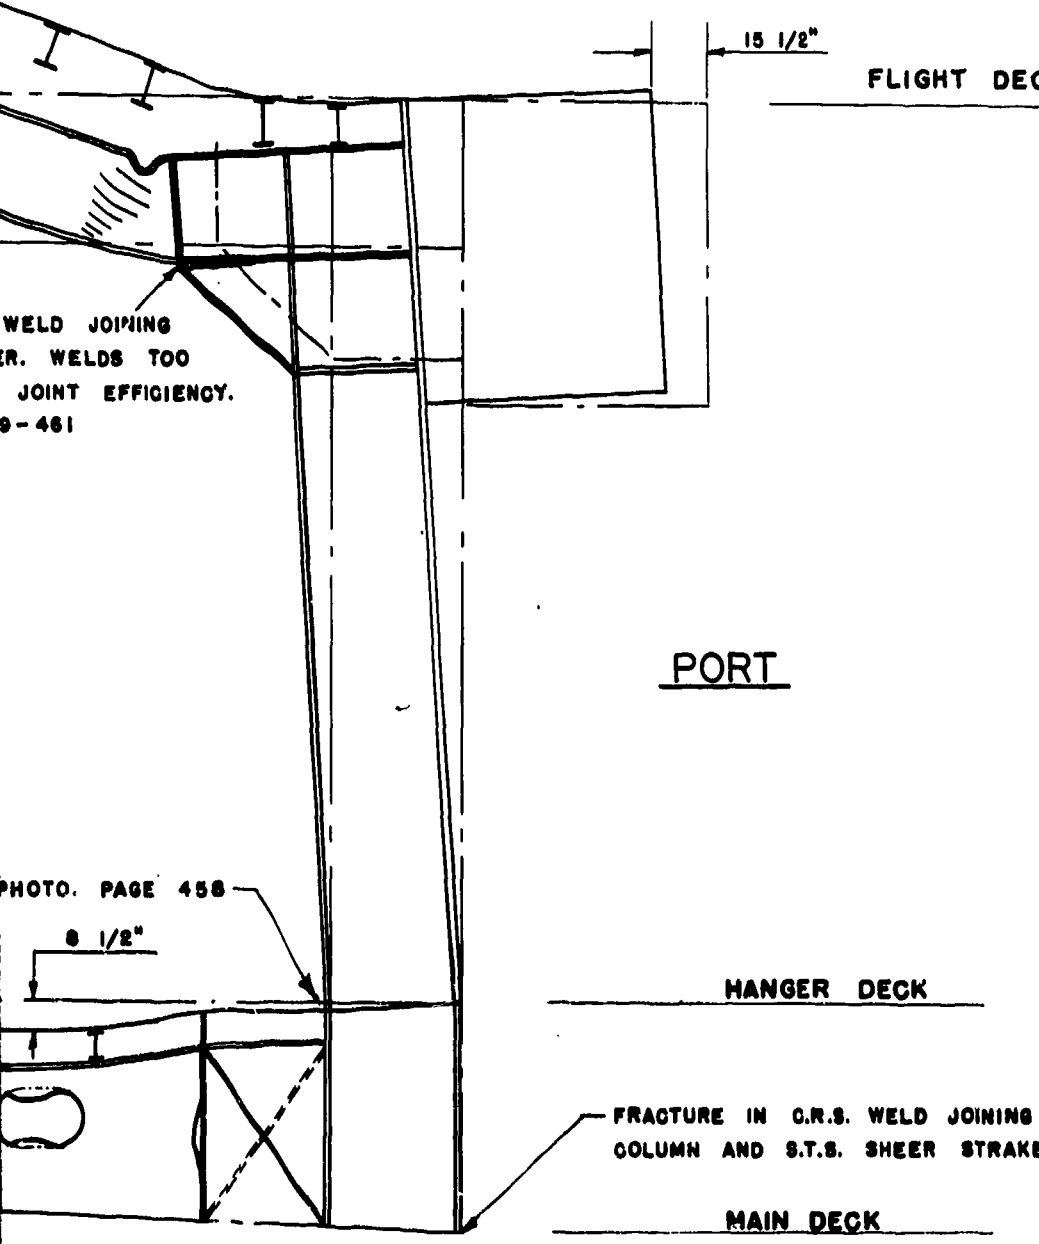 15 1/2"
FLIGHT DEC
WELD JOINING
ER. WELDS TOO
JOINT EFFICIENCY.
9-461
PORT
PHOTO. PAGE 458
8 1/2"
HANGER DECK
FRACTURE IN C.R.S. WELD JOINING
COLUMN AND S.T.S. SHEER STRAKE
MAIN DECK